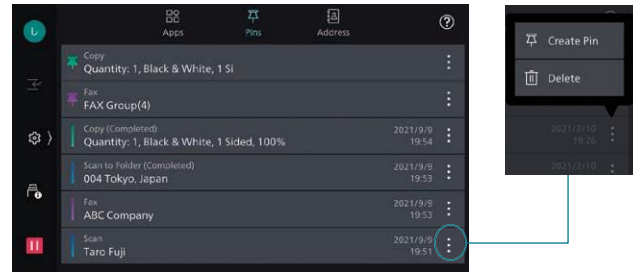 L
Apps
Pins
Address
?
Copy
Quantity: 1, Black & White, 1 Si
Fax
FAX Group(4)
Copy (Completed)
Quantity: 1, Black & White, 1 Sided, 100%
2021/9/9
19:54
Scan to Folder (Completed)
004 Tokyo, Japan
2021/9/9
19:53
Fax
ABC Company
2021/9/9
19:53
Scan
Taro Fuji
2021/9/9
19:51
Create Pin
Delete
2021/2/10
19:26
2021/2/10